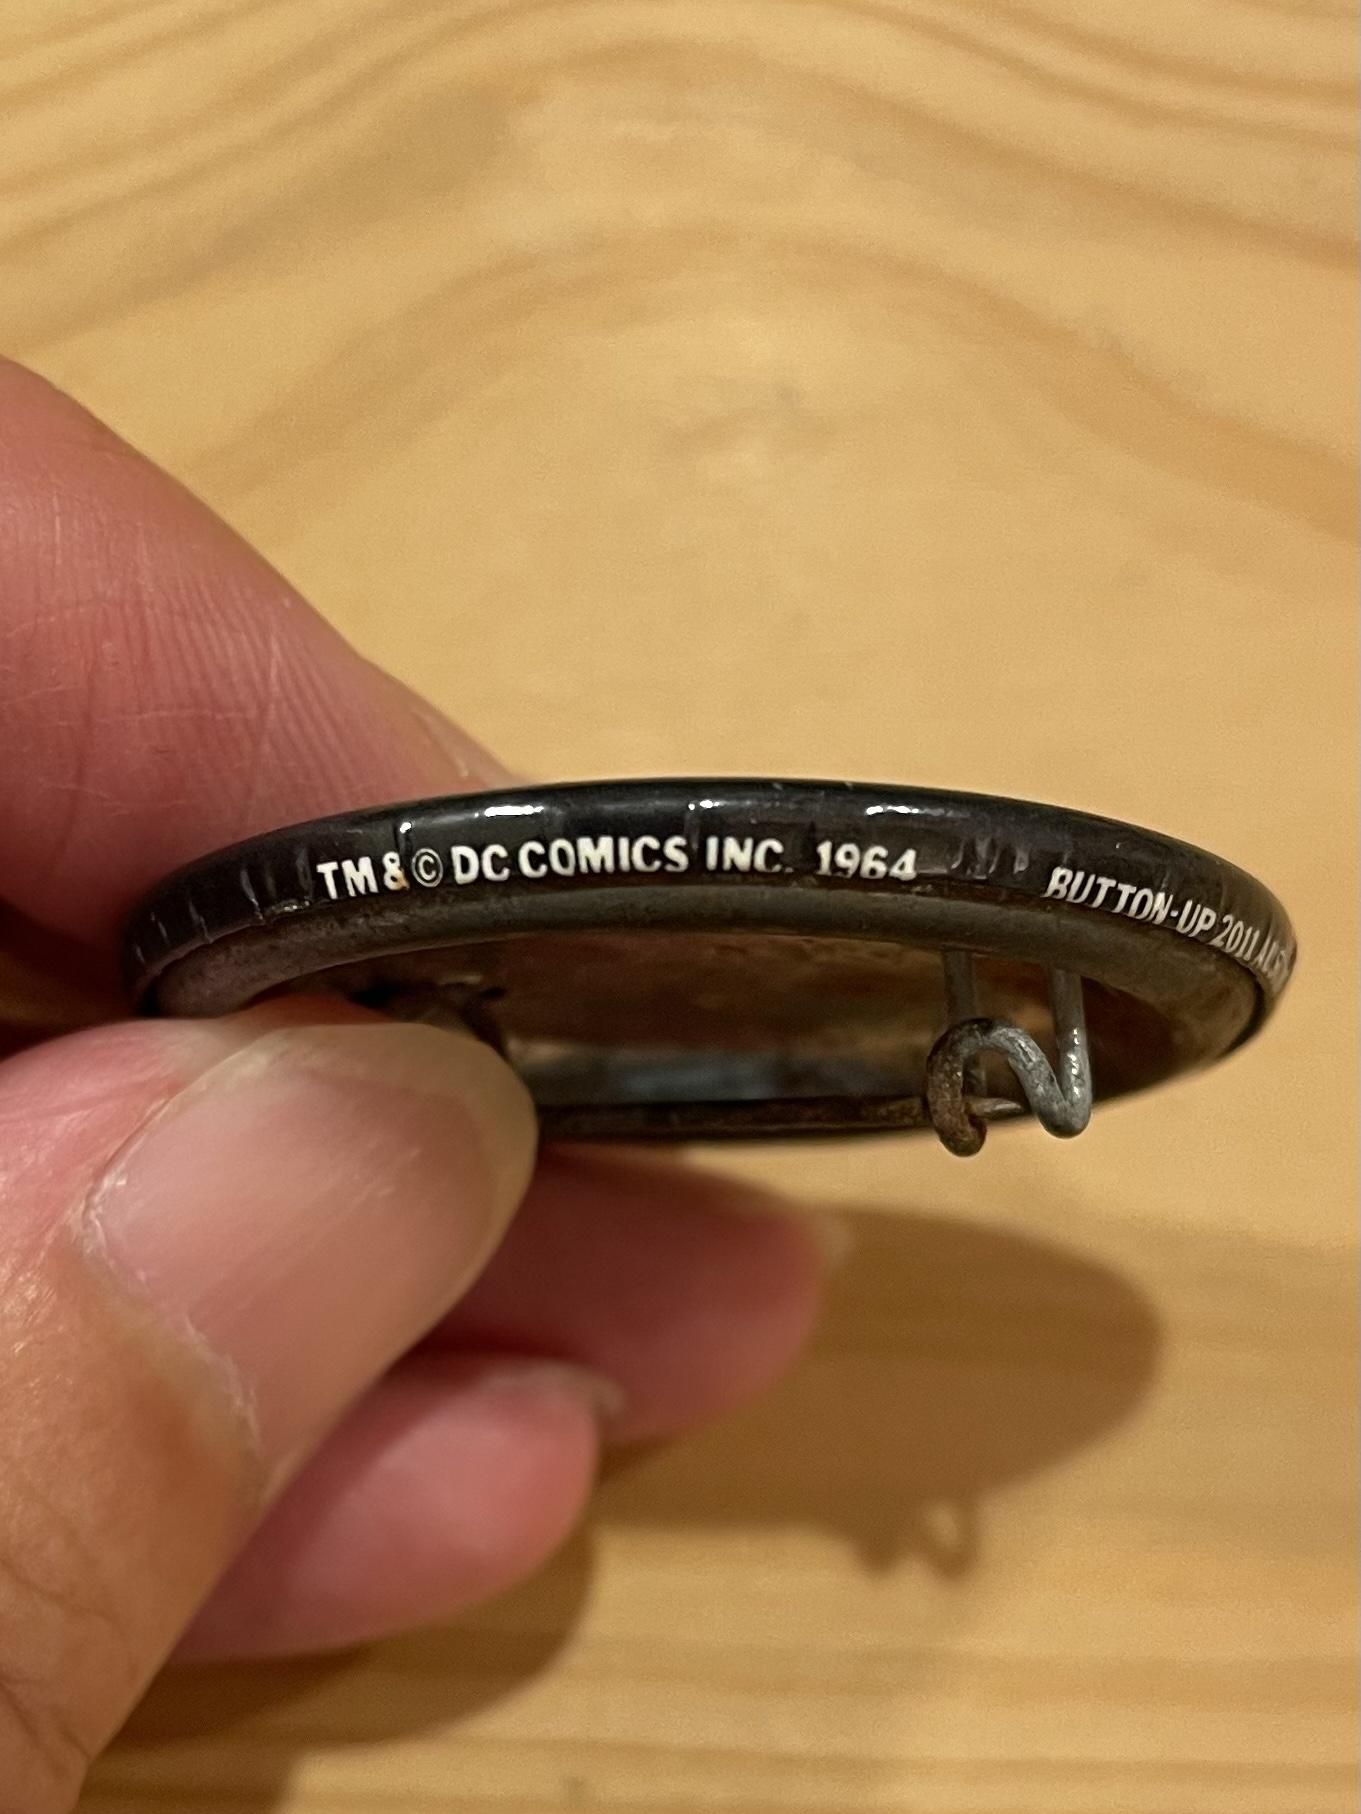 TM & © DC COMICS INC. 1964
BUTTON-UP 2011